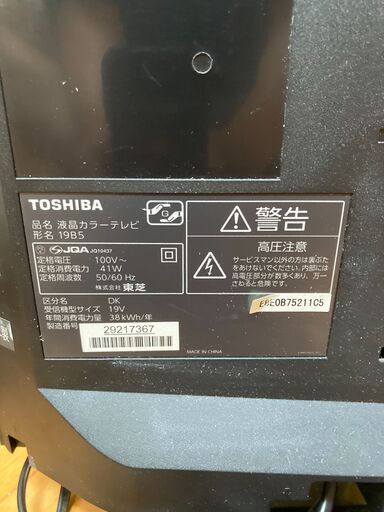 TOSHIBA
品名 液晶カラーテレビ
形名 19B5
JQA JQ10437
定格電圧 100V~
定格消費電力 41W
定格周波数 50/60 Hz
株式会社 東芝
区分名 DK
受信機型サイズ 19V
年間消費電力量 38kWh/年
製造番号
29217367
警告
高圧注意
サービスマン以外の方は裏ぶたをあけないでください。内部には高電圧部分が数多くあり、万一さわると危険です。
E6E0B75211C5
MADE IN CHINA